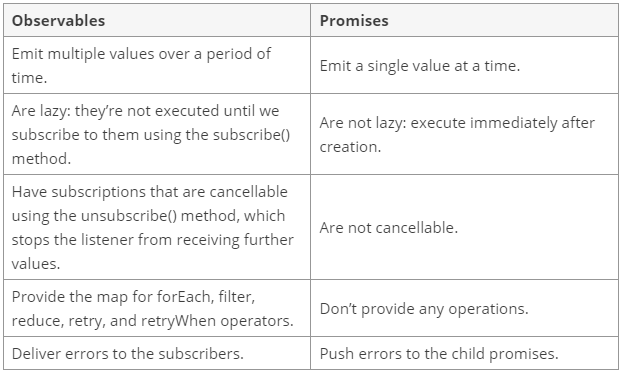 Observables
Promises
Emit multiple values over a period of
time.
Emit a single value at a time.
Are lazy: they’re not executed until we
subscribe to them using the subscribe()
method.
Are not lazy: execute immediately after
creation.
Have subscriptions that are cancellable
using the unsubscribe() method, which
stops the listener from receiving further
values.
Are not cancellable.
Provide the map for forEach, filter,
reduce, retry, and retryWhen operators.
Don’t provide any operations.
Deliver errors to the subscribers.
Push errors to the child promises.